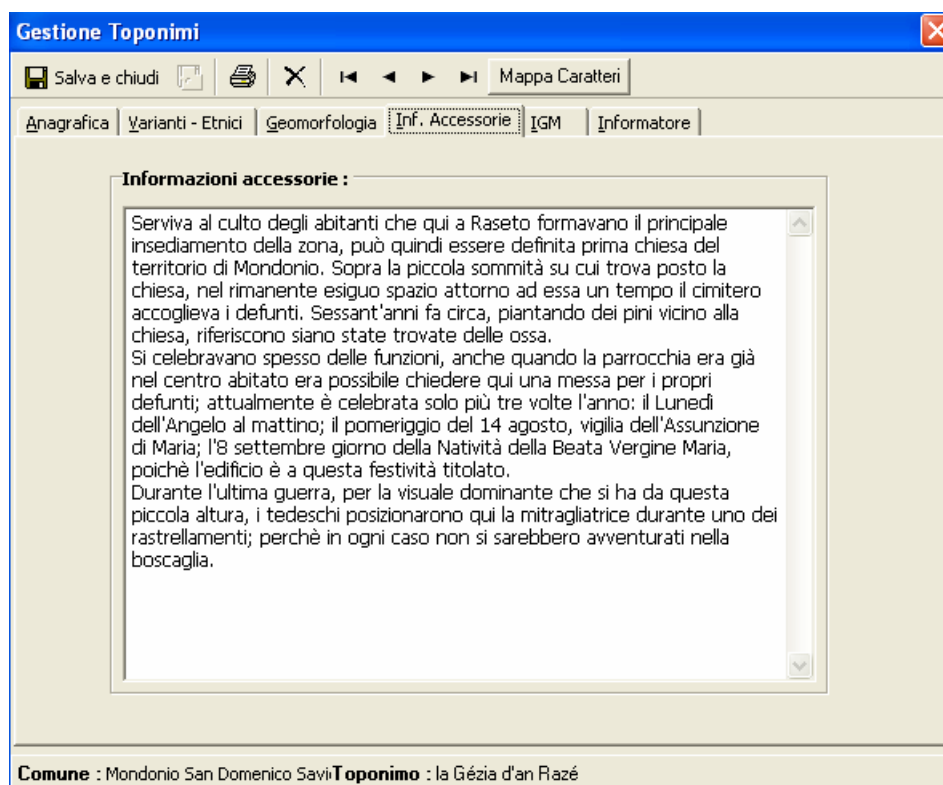 Gestione Toponimi
Salva e chiudi Mappa Caratteri
Anagrafica Varianti - Etnici Geomorfologia Inf. Accessorie IGM Informatore
Informazioni accessorie :
Serviva al culto degli abitanti che qui a Raseto formavano il principale
insediamento della zona, può quindi essere definita prima chiesa del
territorio di Mondonio. Sopra la piccola sommità su cui trova posto la
chiesa, nel rimanente esiguo spazio attorno ad essa un tempo il cimitero
accoglieva i defunti. Sessant'anni fa circa, piantando dei pini vicino alla
chiesa, riferiscono siano state trovate delle ossa.
Si celebravano spesso delle funzioni, anche quando la parrocchia era già
nel centro abitato era possibile chiedere qui una messa per i propri
defunti; attualmente è celebrata solo più tre volte l'anno: il Lunedì
dell'Angelo al mattino; il pomeriggio del 14 agosto, vigilia dell'Assunzione
di Maria; l'8 settembre giorno della Natività della Beata Vergine Maria,
poichè l'edificio è a questa festività titolato.
Durante l'ultima guerra, per la visuale dominante che si ha da questa
piccola altura, i tedeschi posizionarono qui la mitragliatrice durante uno dei
rastrellamenti; perchè in ogni caso non si sarebbero avventurati nella
boscaglia.
Comune : Mondonio San Domenico Savi Toponimo : la Gézia d'an Razé